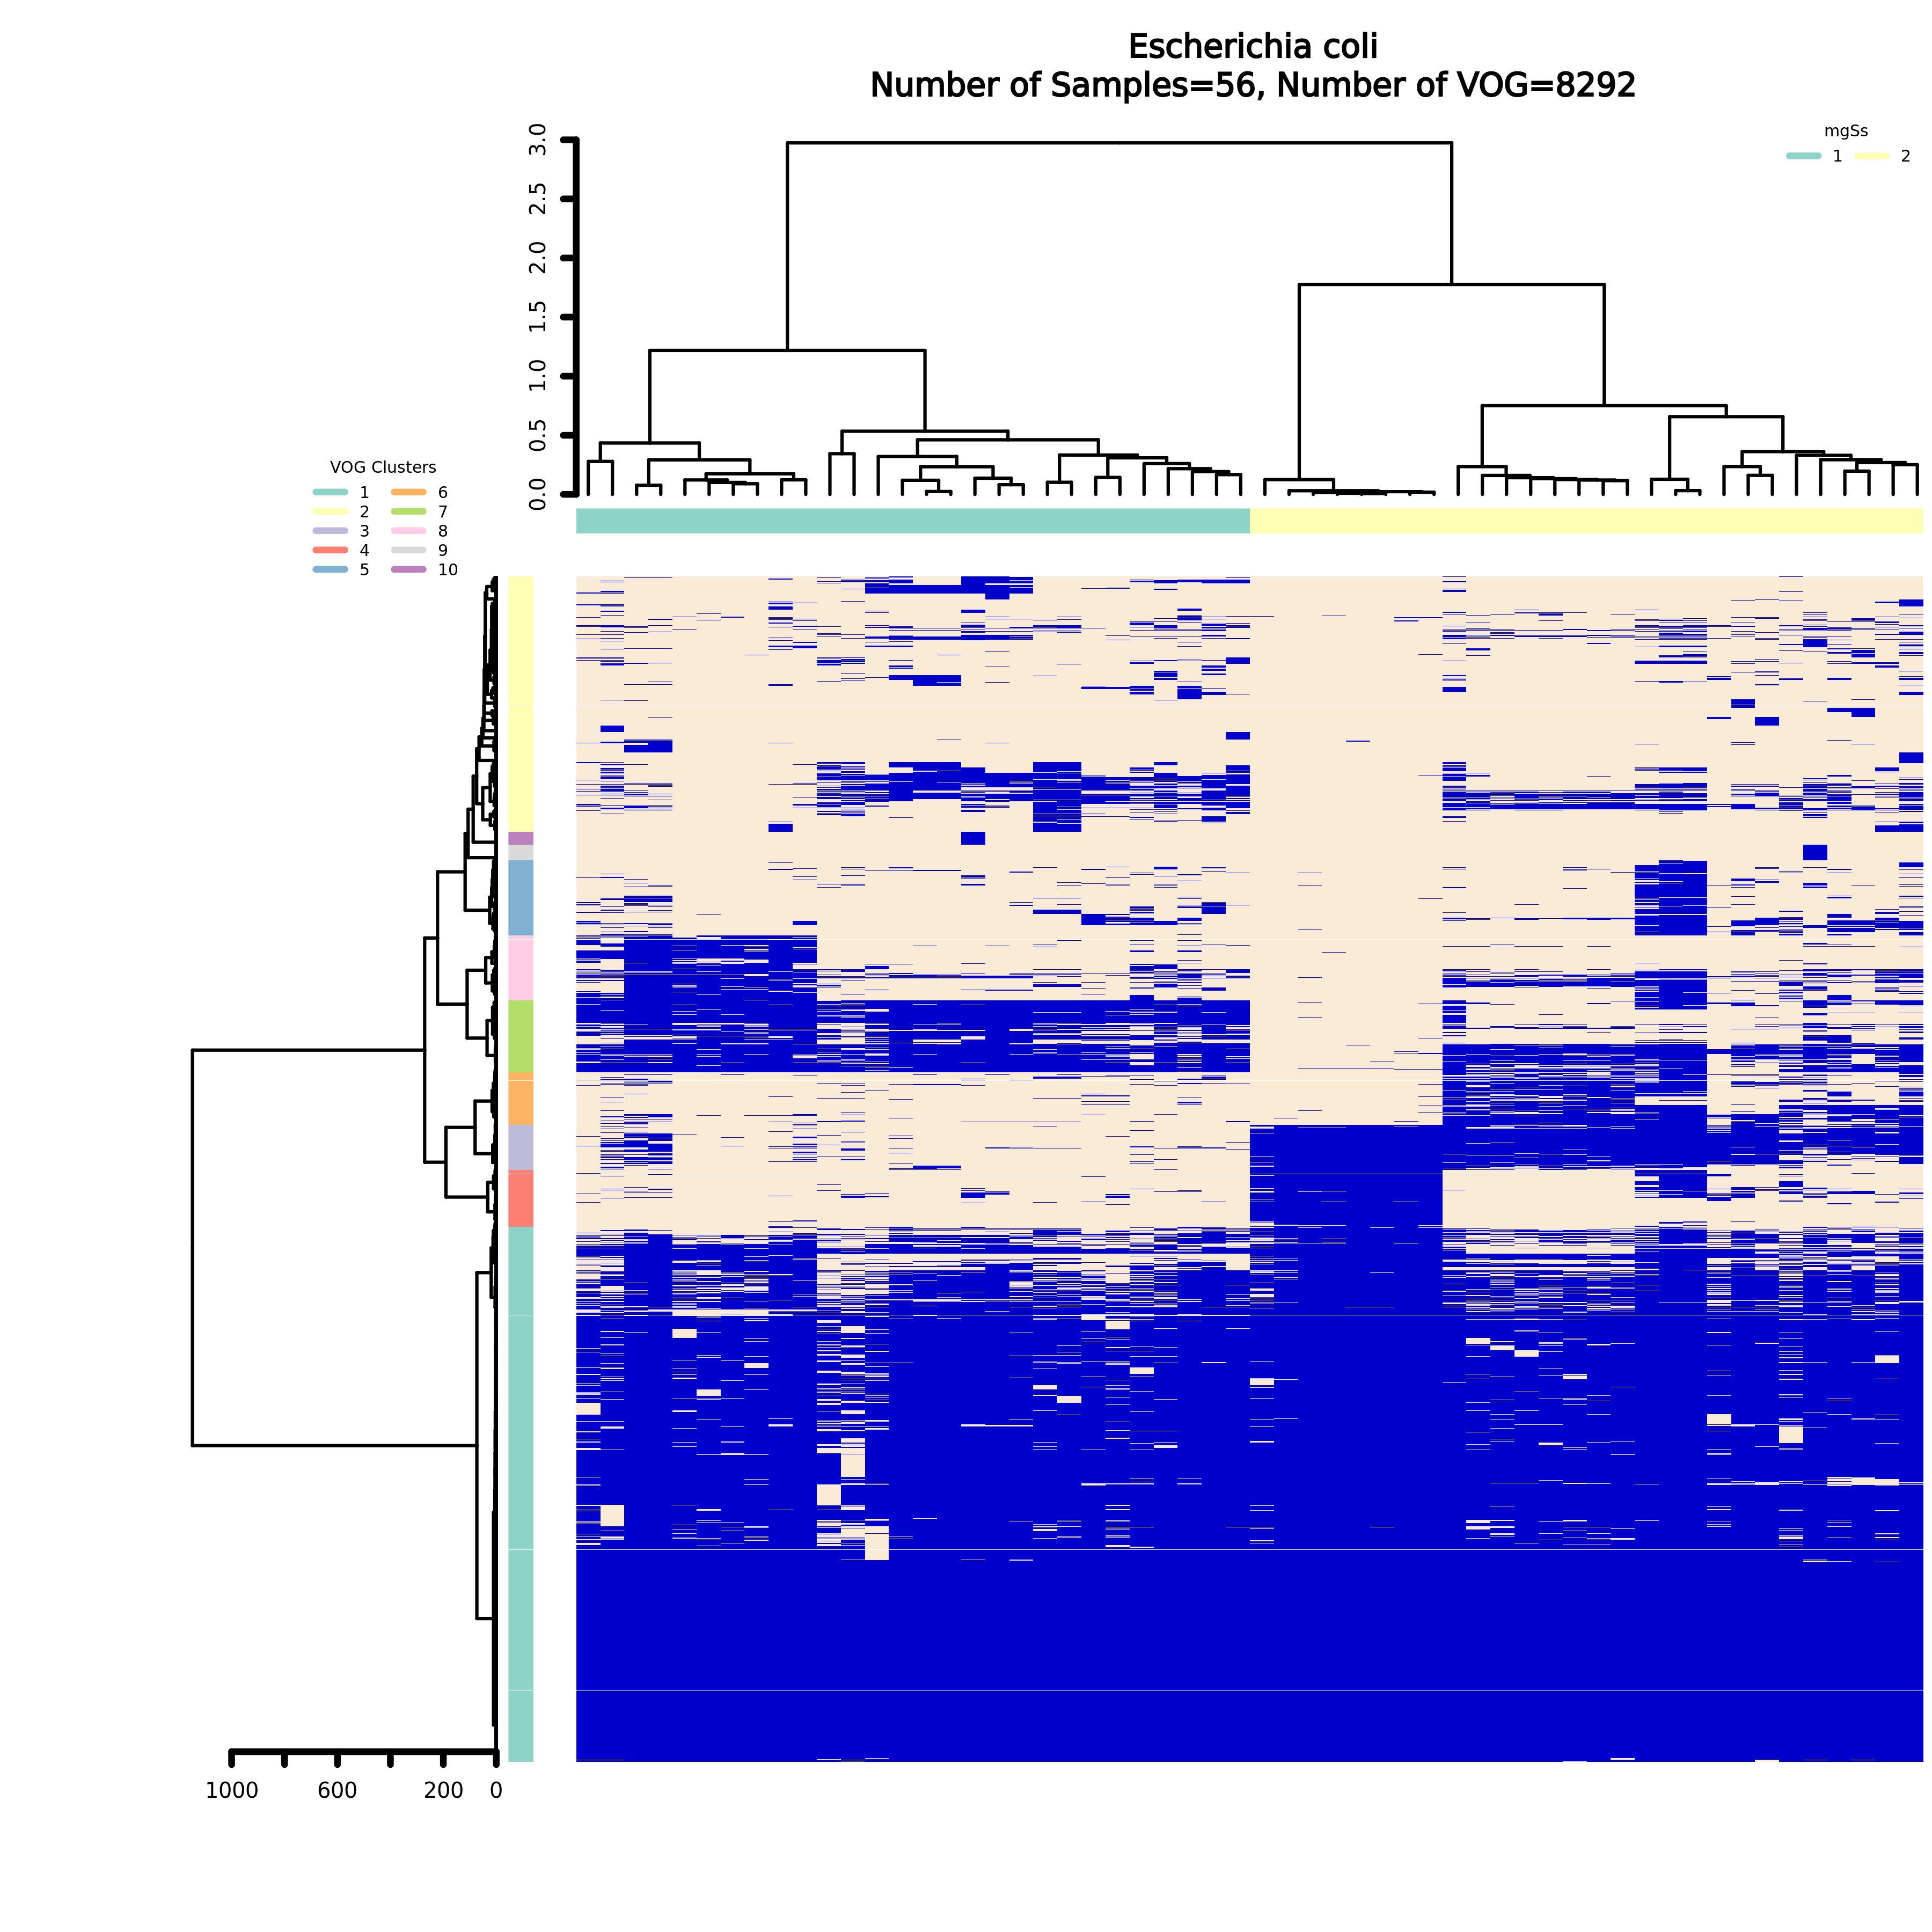 Escherichia coli
Number of Samples=56, Number of VOG=8292
mgSs
1 2
3.0
2.5
2.0
1.5
1.0
0.5
0.0
VOG Clusters
1 6
2 7
3 8
4 9
5 10
1000 600 200 0